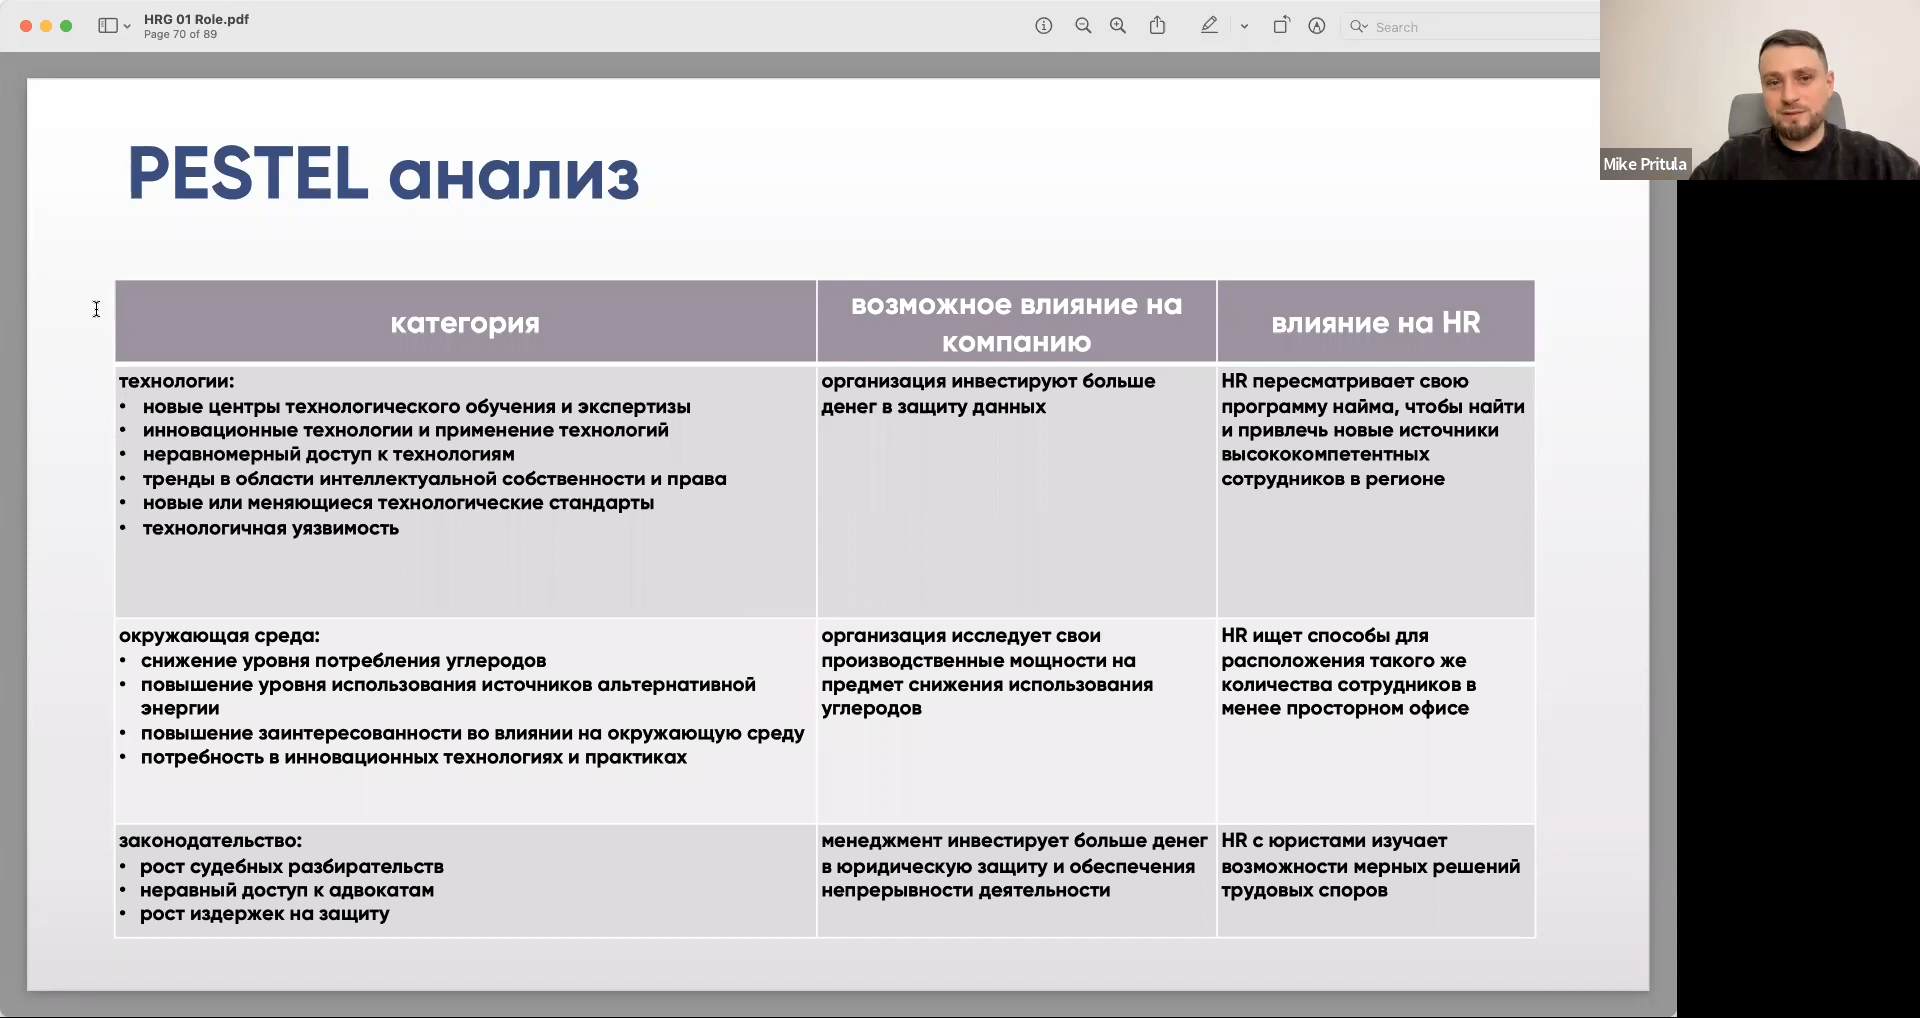 HRG 01 Role.pdf
Page 70 of 89
Search
Mike Pritula
PESTEL анализ
категория
возможное влияние на
компанию
влияние на HR
технологии:
• новые центры технологического обучения и экспертизы
• инновационные технологии и применение технологий
• неравномерный доступ к технологиям
• тренды в области интеллектуальной собственности и права
• новые или меняющиеся технологические стандарты
• технологичная уязвимость
организация инвестируют больше
денег в защиту данных
HR пересматривает свою
программу найма, чтобы найти
и привлечь новые источники
высококомпетентных
сотрудников в регионе
окружающая среда:
• снижение уровня потребления углеродов
• повышение уровня использования источников альтернативной
энергии
• повышение заинтересованности во влиянии на окружающую среду
• потребность в инновационных технологиях и практиках
организация исследует свои
производственные мощности на
предмет снижения использования
углеродов
HR ищет способы для
расположения такого же
количества сотрудников в
менее просторном офисе
законодательство:
• рост судебных разбирательств
• неравный доступ к адвокатам
• рост издержек на защиту
менеджмент инвестирует больше денег
в юридическую защиту и обеспечения
непрерывности деятельности
HR с юристами изучает
возможности мерных решений
трудовых споров